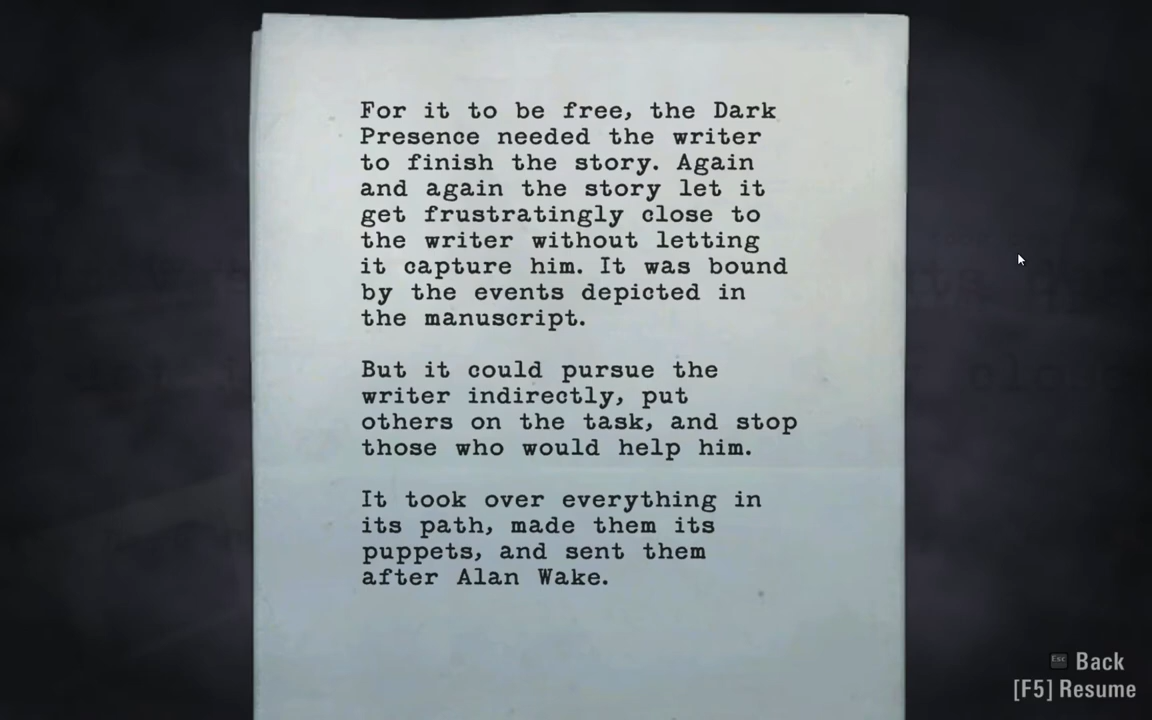 For it to be free, the Dark
Presence needed the writer
to finish the story. Again
and again the story let it
get frustratingly close to
the writer without letting
it capture him. It was bound
by the events depicted in
the manuscript.
But it could pursue the
writer indirectly, put
others on the task, and stop
those who would help him.
It took over everything in
its path, made them its
puppets, and sent them
after Alan Wake.
Esc Back
[F5] Resume